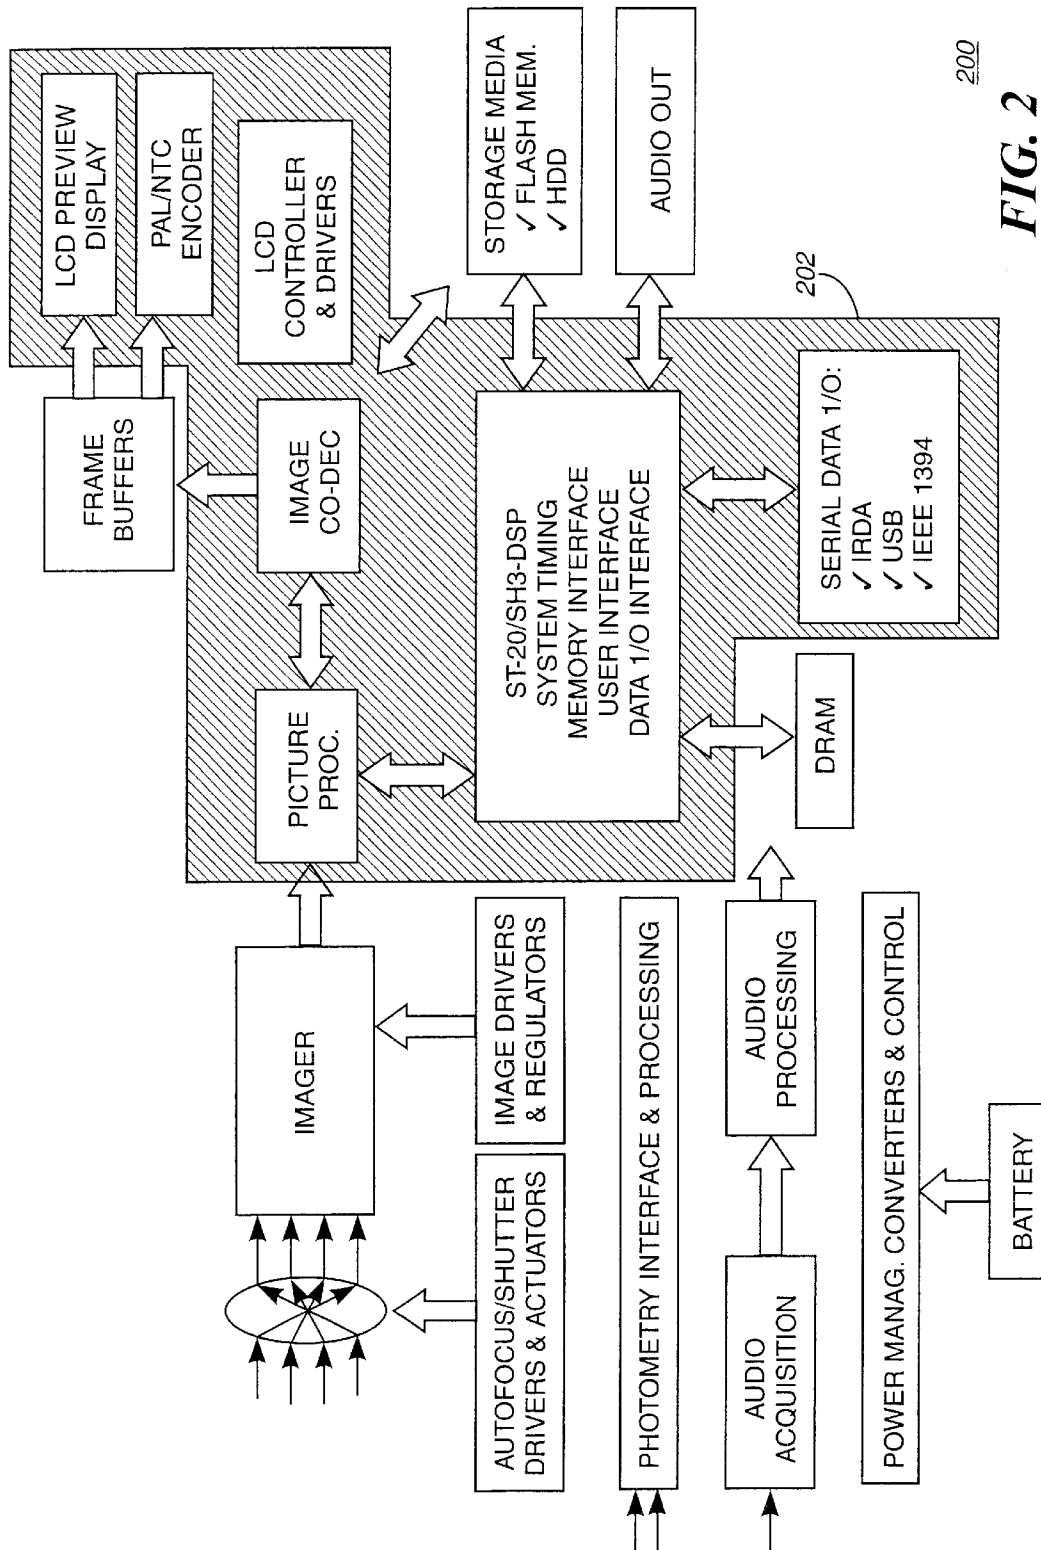 LCD PREVIEW
DISPLAY
PAL/NTC
ENCODER
LCD
CONTROLLER
& DRIVERS
FRAME
BUFFERS
IMAGE
CO-DEC
PICTURE
PROC.
IMAGER
IMAGE DRIVERS
& REGULATORS
AUTOFOCUS/SHUTTER
DRIVERS & ACTUATORS
ST-20/SH3-DSP
SYSTEM TIMING
MEMORY INTERFACE
USER INTERFACE
DATA 1/O INTERFACE
STORAGE MEDIA
✓ FLASH MEM.
✓ HDD
AUDIO OUT
PHOTOMETRY INTERFACE & PROCESSING
AUDIO
ACQUISITION
AUDIO
PROCESSING
DRAM
SERIAL DATA 1/O:
✓ IRDA
✓ USB
✓ IEEE 1394
202
POWER MANAG. CONVERTERS & CONTROL
BATTERY
200
FIG. 2